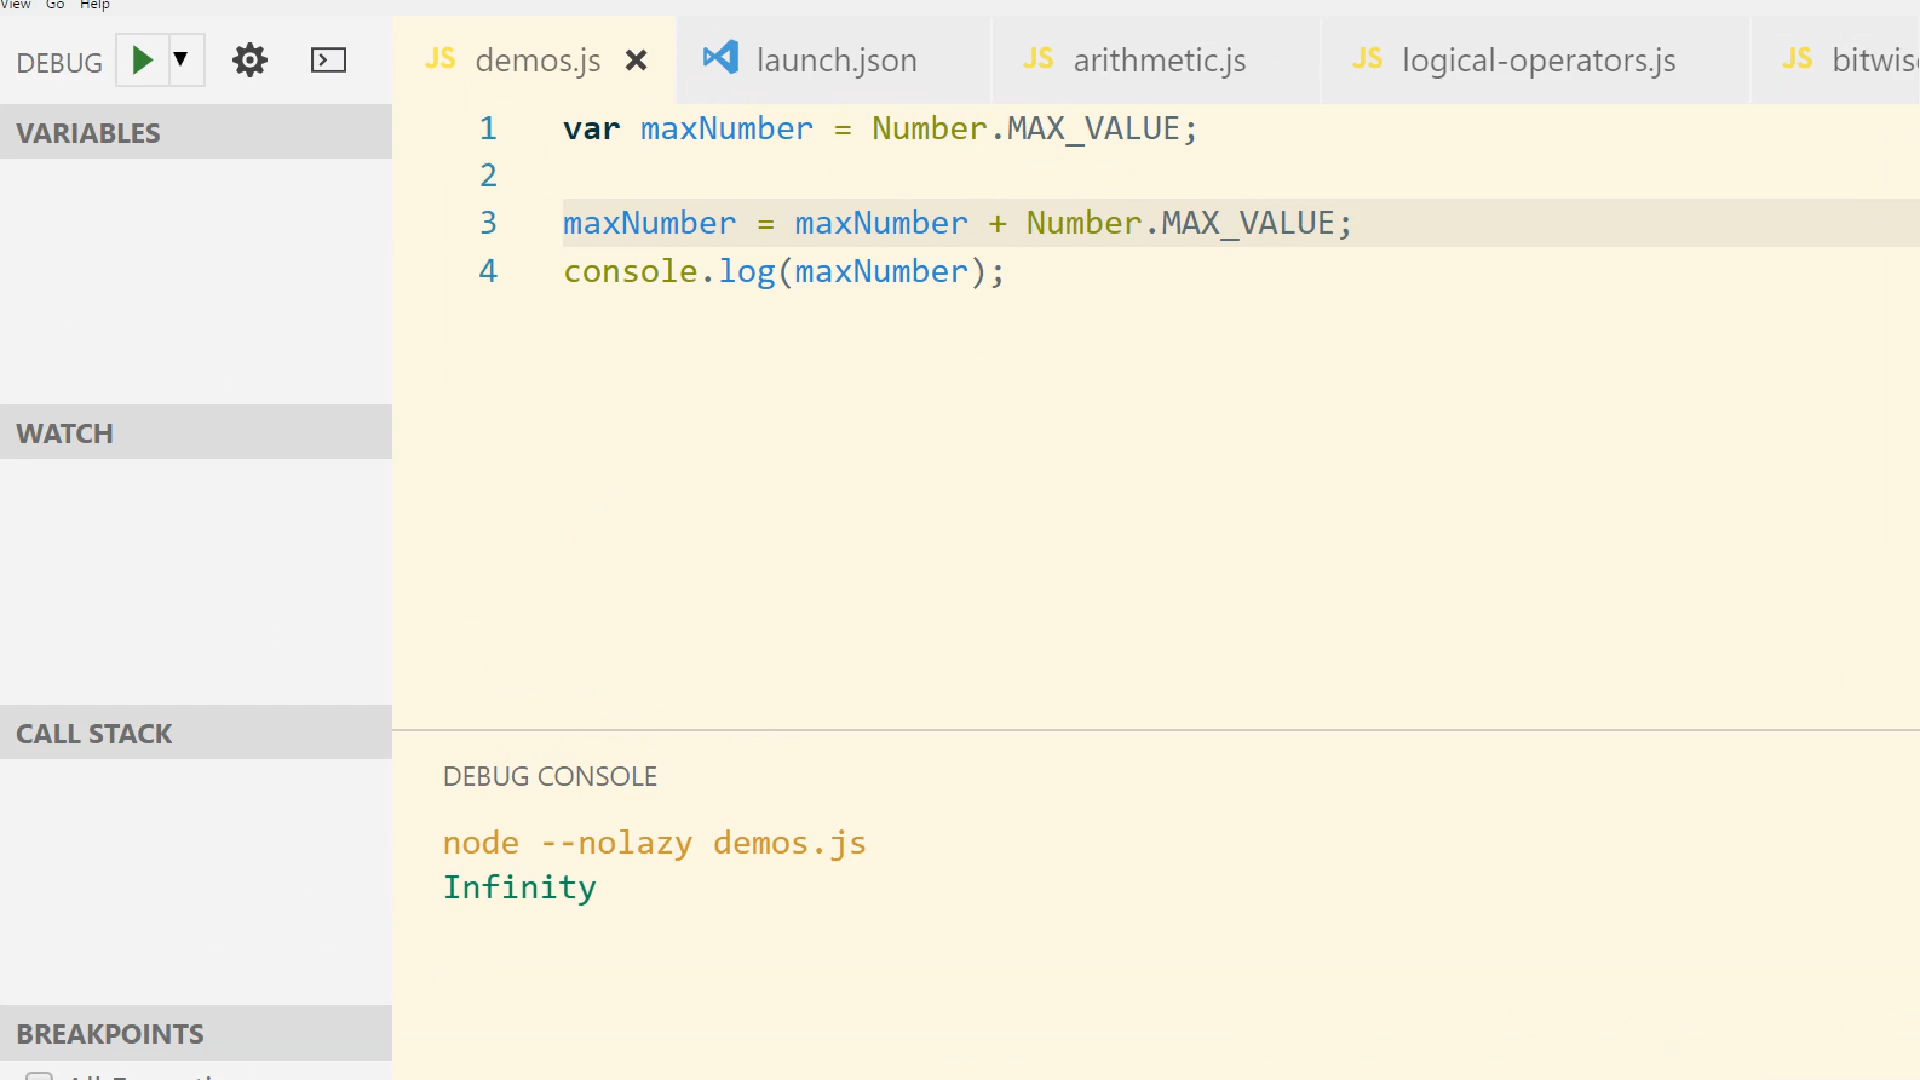 View Go Help
DEBUG
JS demos.js
launch.json
JS arithmetic.js
JS logical-operators.js
JS
VARIABLES
1 var maxNumber = Number.MAX_VALUE;
2
3 maxNumber = maxNumber + Number.MAX_VALUE;
4 console.log(maxNumber);
WATCH
CALL STACK
DEBUG CONSOLE
node --nolazy demos.js
Infinity
BREAKPOINTS